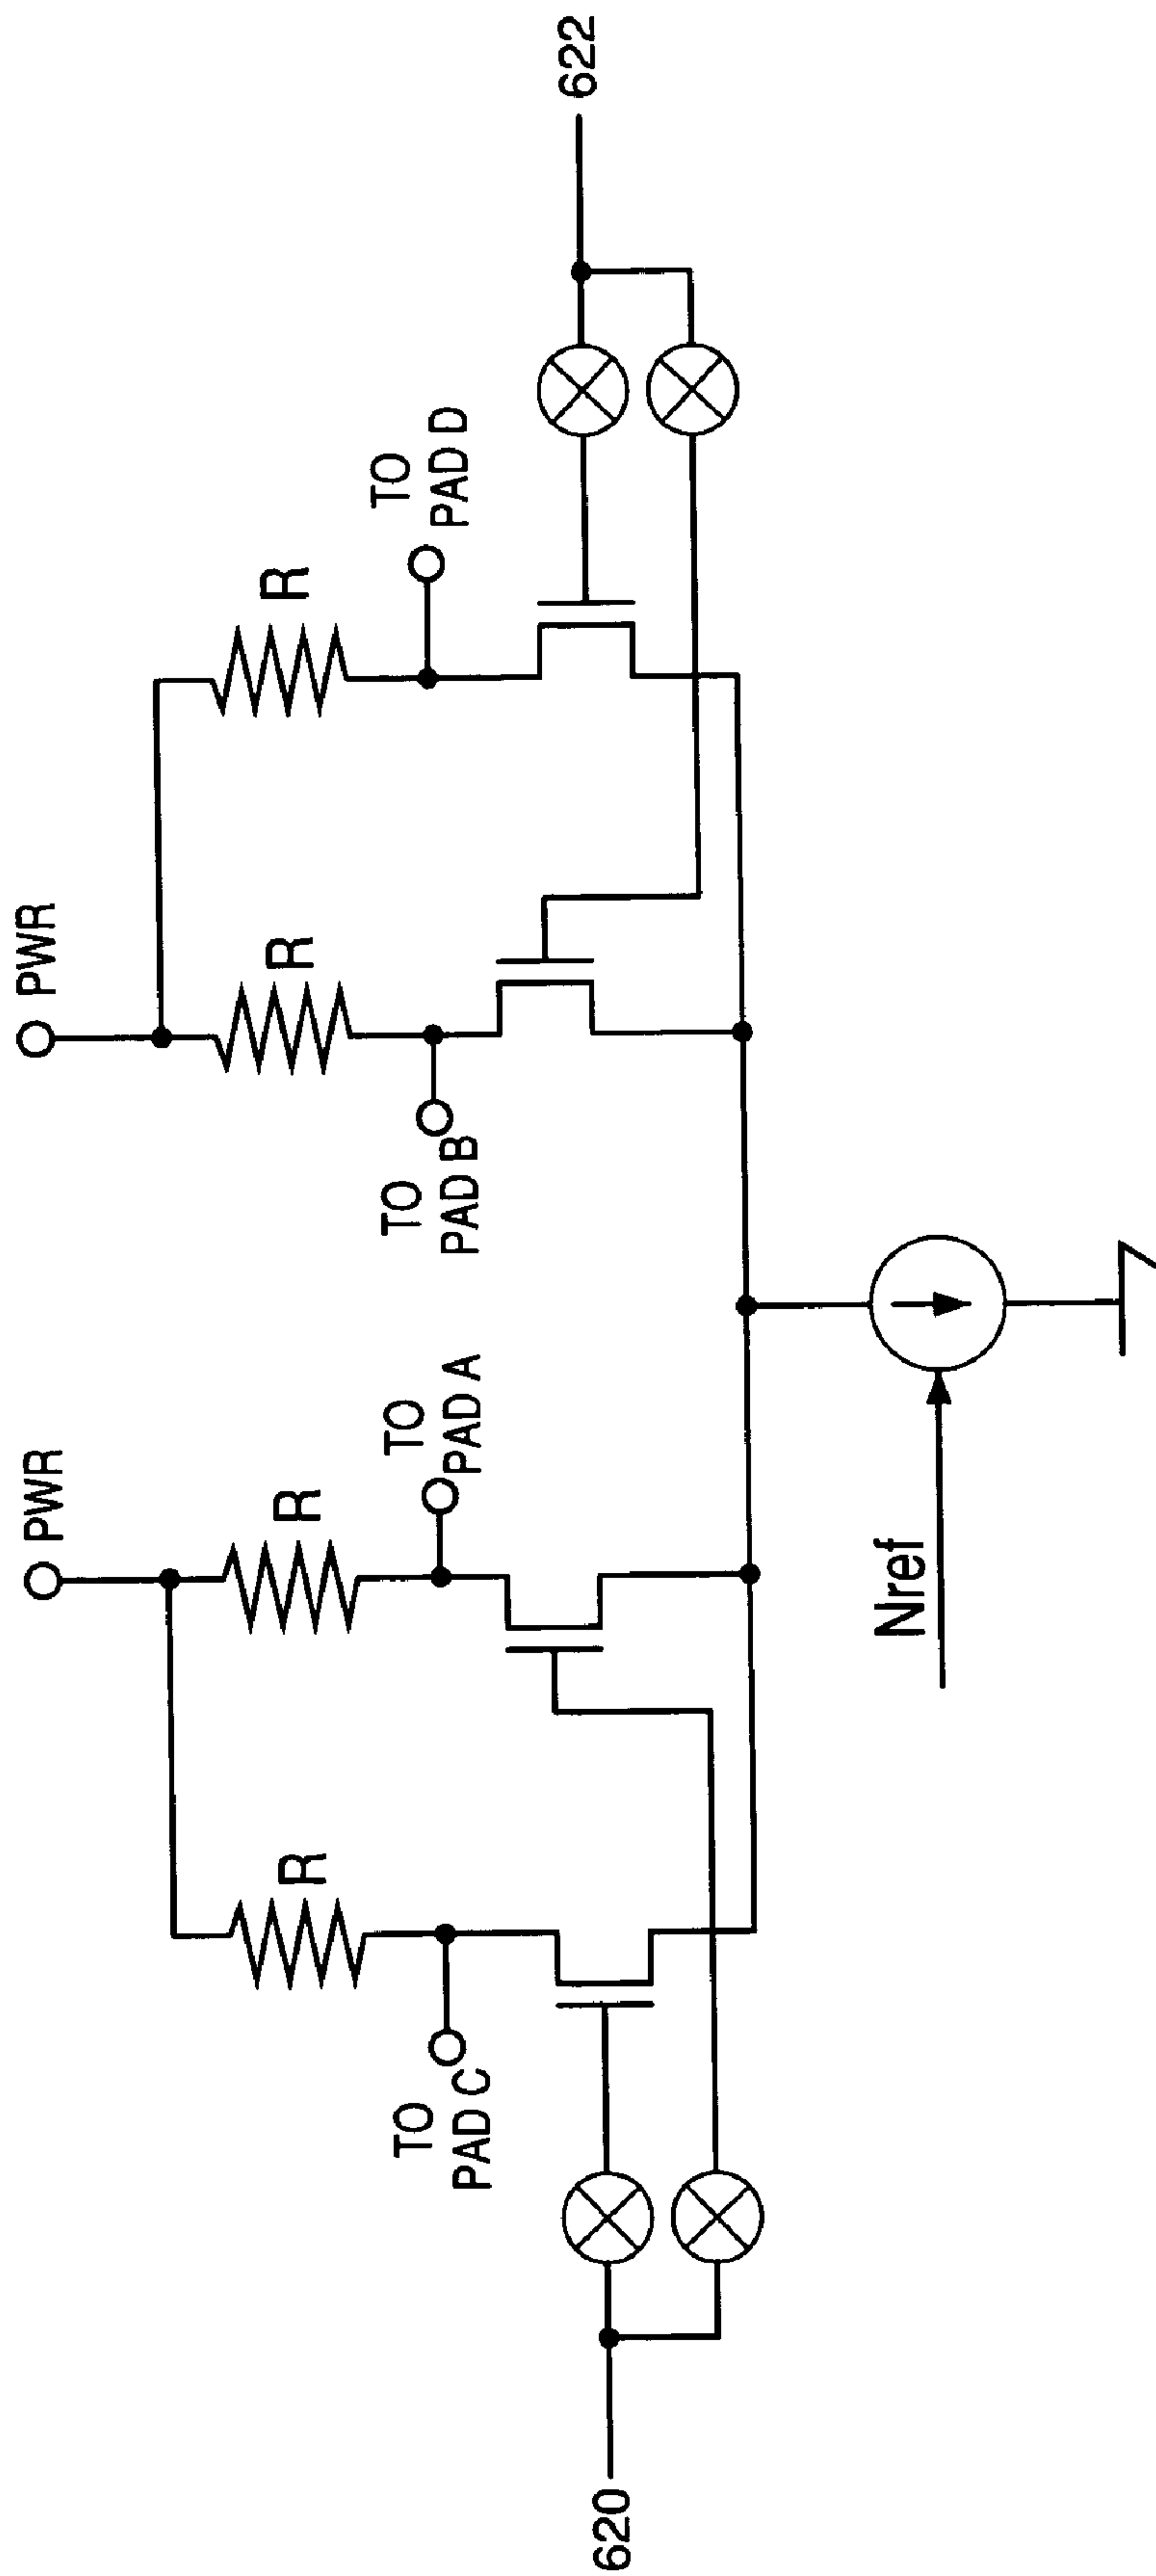 PWR
PWR
R
R
R
R
TO
PAD C
TO
PAD A
TO
PAD B
TO
PAD D
620
622
Nref